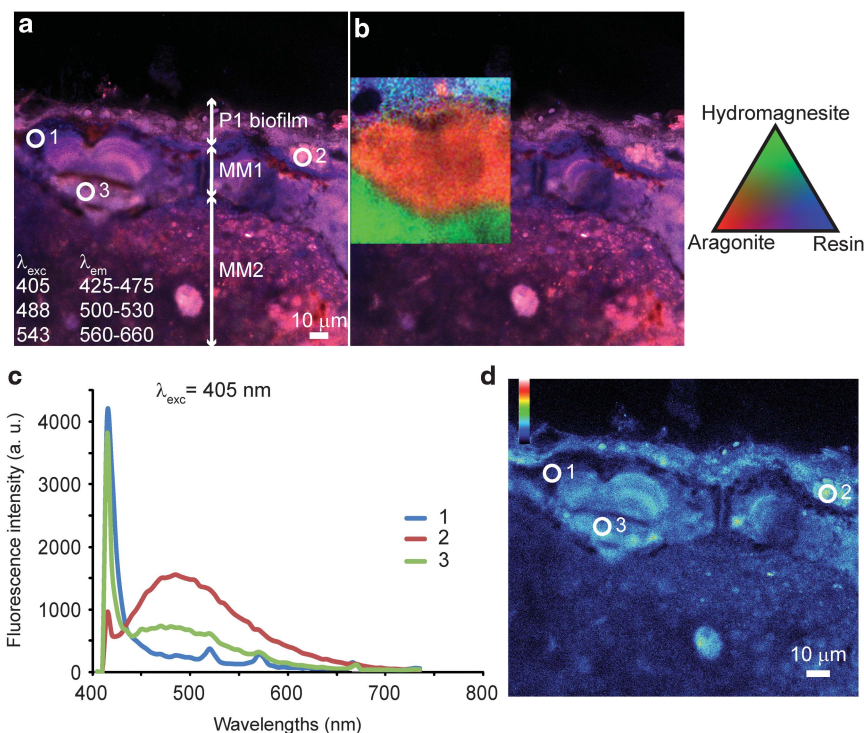 a
b
P1 biofilm
1
2
MM1
3
MM2
λexc λem
405 425-475
488 500-530
543 560-660
10 μm
Hydromagnesite
Aragonite
Resin
c
λexc= 405 nm
Fluorescence intensity (a. u.)
4000
3000
2000
1000
0
1
2
3
400 500 600 700 800
Wavelengths (nm)
d
1
2
3
10 μm